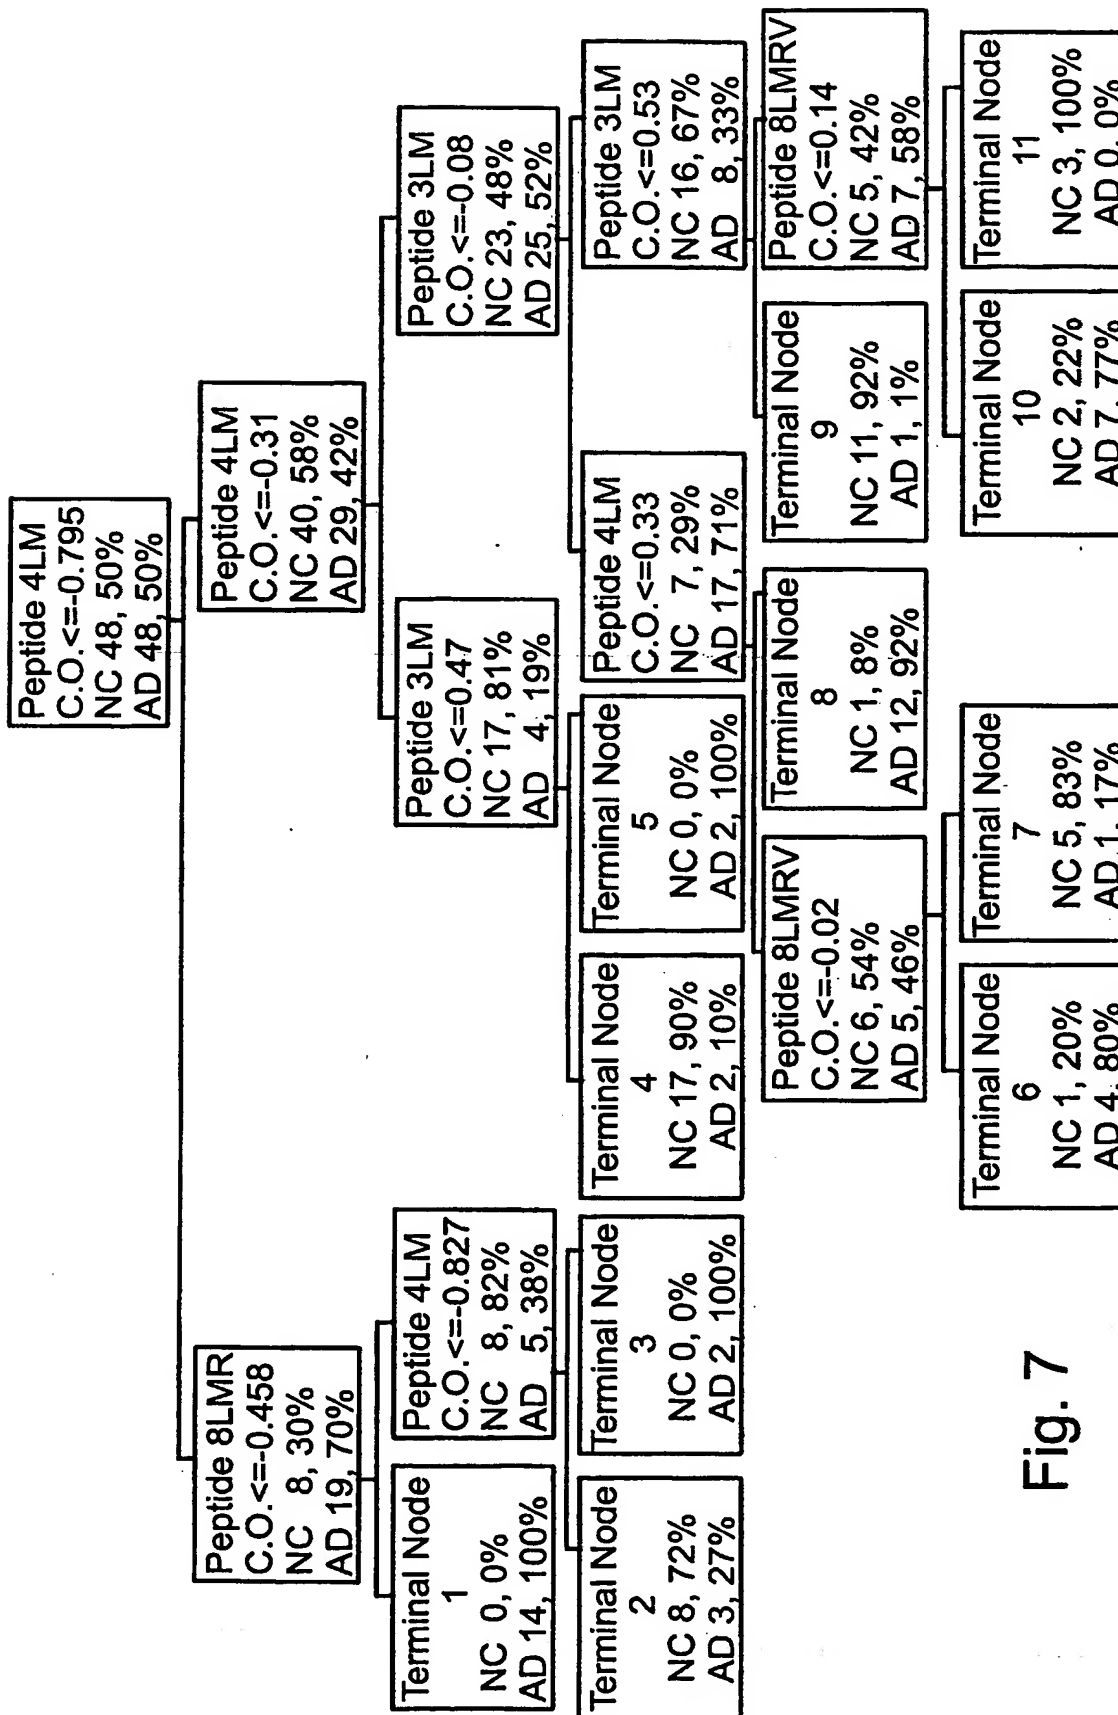 Peptide 4LM
C.O.<=-0.795
NC 48, 50%
AD 48, 50%
Peptide 8LMR
C.O.<=-0.458
NC 8, 30%
AD 19, 70%
Peptide 4LM
C.O.<=-0.31
NC 40, 58%
AD 29, 42%
Terminal Node
1
NC 0, 0%
AD 14, 100%
Peptide 4LM
C.O.<=-0.827
NC 8, 82%
AD 5, 38%
Peptide 3LM
C.O.<=0.47
NC 17, 81%
AD 4, 19%
Peptide 3LM
C.O.<=-0.08
NC 23, 48%
AD 25, 52%
Terminal Node
2
NC 8, 72%
AD 3, 27%
Terminal Node
3
NC 0, 0%
AD 2, 100%
Terminal Node
4
NC 17, 90%
AD 2, 10%
Terminal Node
5
NC 0, 0%
AD 2, 100%
Peptide 4LM
C.O.<=0.33
NC 7, 29%
AD 17, 71%
Peptide 3LM
C.O.<=0.53
NC 16, 67%
AD 8, 33%
Peptide 8LMRV
C.O.<=-0.02
NC 6, 54%
AD 5, 46%
Terminal Node
8
NC 1, 8%
AD 12, 92%
Terminal Node
9
NC 11, 92%
AD 1, 1%
Peptide 8LMRV
C.O.<=0.14
NC 5, 42%
AD 7, 58%
Terminal Node
6
NC 1, 20%
AD 4, 80%
Terminal Node
7
NC 5, 83%
AD 1, 17%
Terminal Node
10
NC 2, 22%
AD 7, 77%
Terminal Node
11
NC 3, 100%
AD 0, 0%
Fig. 7